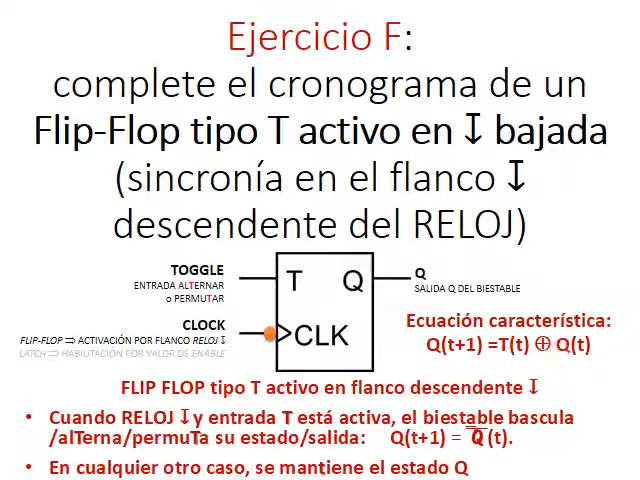 Ejercicio F:
complete el cronograma de un
Flip-Flop tipo T activo en ↧ bajada
(sincronía en el flanco ↧
descendente del RELOJ)
TOGGLE
ENTRADA ALTERNAR
o PERMUTAR
T Q
Q
SALIDA Q DEL BIESTABLE
CLOCK
FLIP-FLOP ⇒ ACTIVACIÓN POR FLANCO RELOJ ↧
LATCH ⇒ HABILITACIÓN POR VALOR DE ENABLE
>CLK
Ecuación característica:
Q(t+1) =T(t) ⊕ Q(t)
FLIP FLOP tipo T activo en flanco descendente ↧
• Cuando RELOJ ↧ y entrada T está activa, el biestable bascula
/alTerna/permuTa su estado/salida: Q(t+1) = Q̅ (t).
• En cualquier otro caso, se mantiene el estado Q